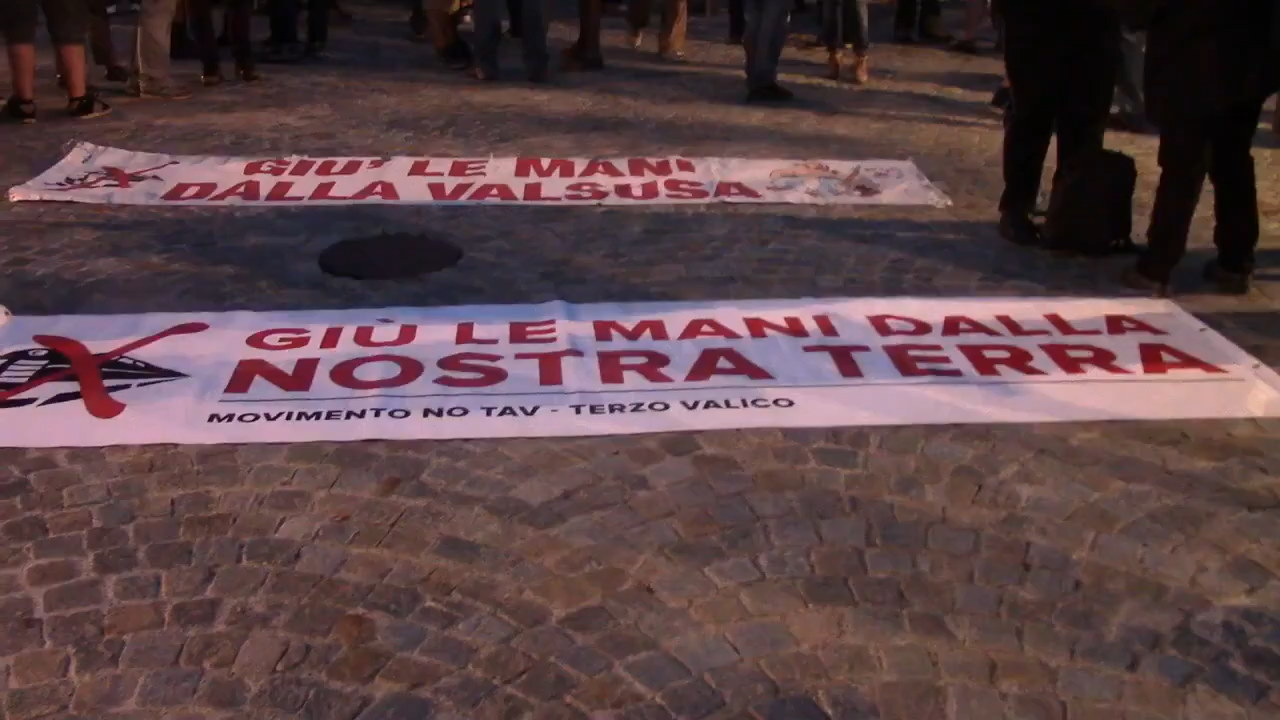 GIU' LE MANI
DALLA VALSUSA
GIÙ LE MANI DALLA
NOSTRA TERRA
MOVIMENTO NO TAV - TERZO VALICO